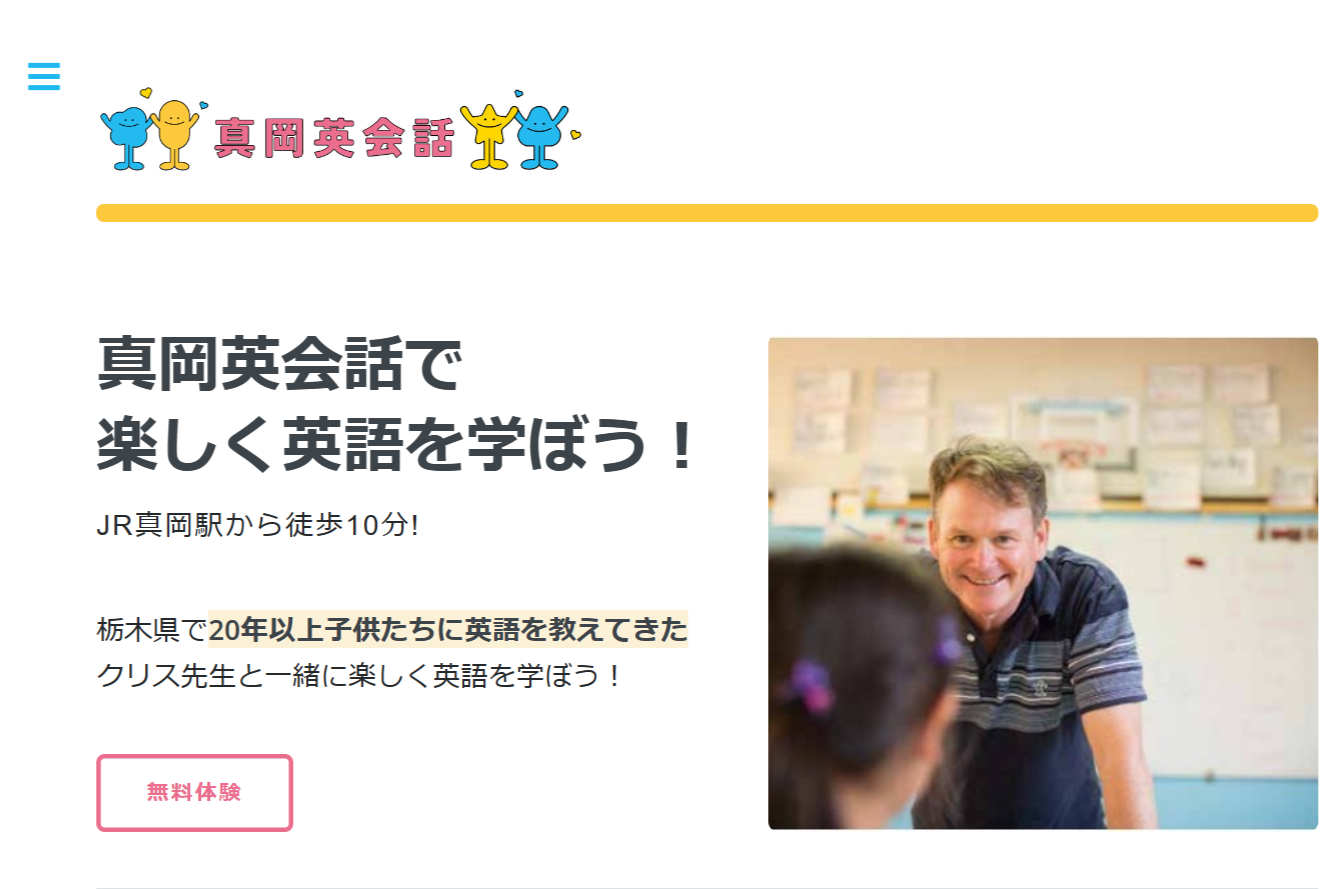 真岡英会話
真岡英会話で
楽しく英語を学ぼう！
JR真岡駅から徒歩10分!
栃木県で20年以上子供たちに英語を教えてきた
クリス先生と一緒に楽しく英語を学ぼう！
無料体験